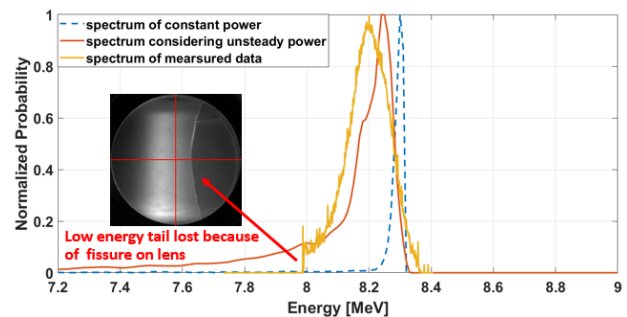 spectrum of constant power
spectrum considering unsteady power
spectrum of mearsured data
Normalized Probability
1
0.8
0.6
0.4
0.2
0
Low energy tail lost because
of fissure on lens
7.2 7.4 7.6 7.8 8 8.2 8.4 8.6 8.8 9
Energy [MeV]